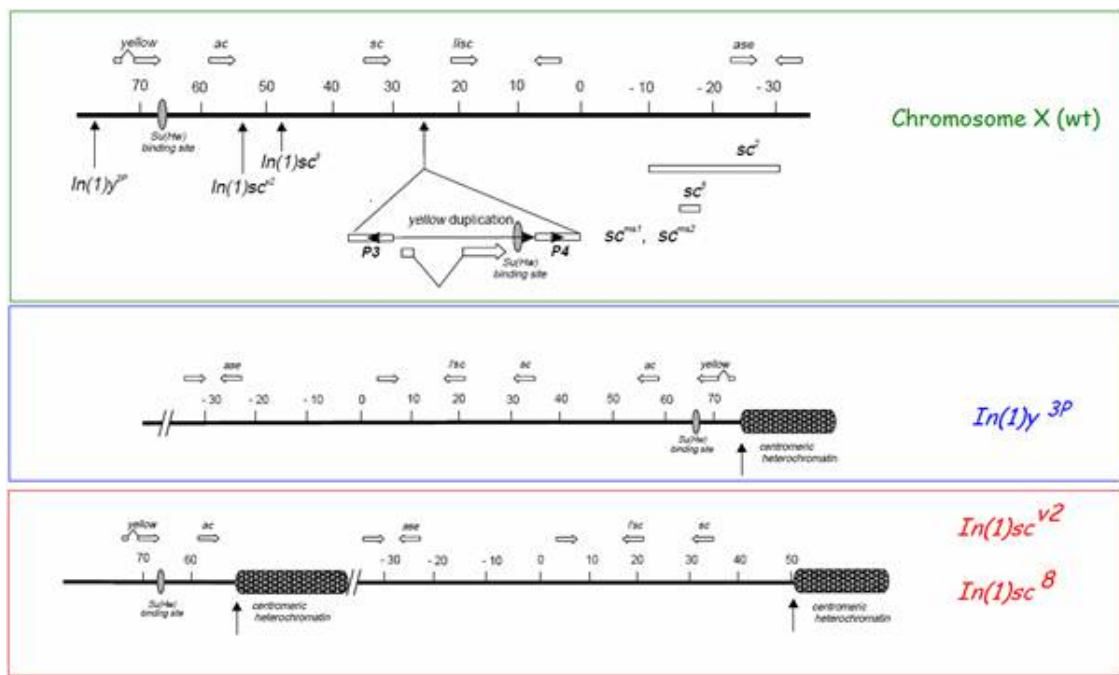 yellow ac sc l'sc ase
70 60 50 40 30 20 10 0 - 10 - 20 - 30
Chromosome X (wt)
Su(Hw)
binding site
In(1)y3P
In(1)scv2
In(1)sc8
sc2
sc5
yellow duplication
scms1, scms2
P3 P4
Su(Hw)
binding site
ase l'sc sc ac yellow
- 30 - 20 - 10 0 10 20 30 40 50 60 70
In(1)y 3P
Su(Hw)
binding site
centromeric
heterochromatin
yellow ac ase l'sc sc
In(1)sc v2
70 60 - 30 - 20 - 10 0 10 20 30 40 50
In(1)sc 8
Su(Hw)
binding site
centromeric
heterochromatin
centromeric
heterochromatin